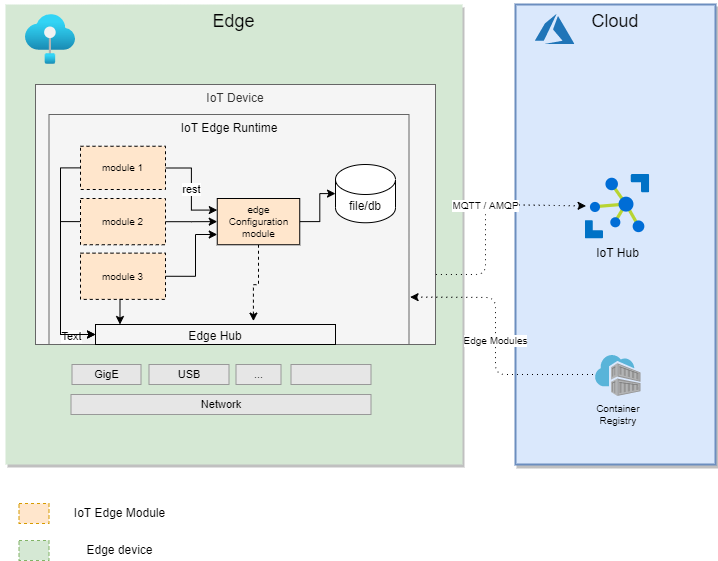 Edge
Cloud
IoT Device
IoT Edge Runtime
module 1
rest
module 2
module 3
edge
Configuration
module
file/db
MQTT / AMQP
IoT Hub
Text
Edge Hub
Edge Modules
GigE
USB
...
Network
Container
Registry
IoT Edge Module
Edge device